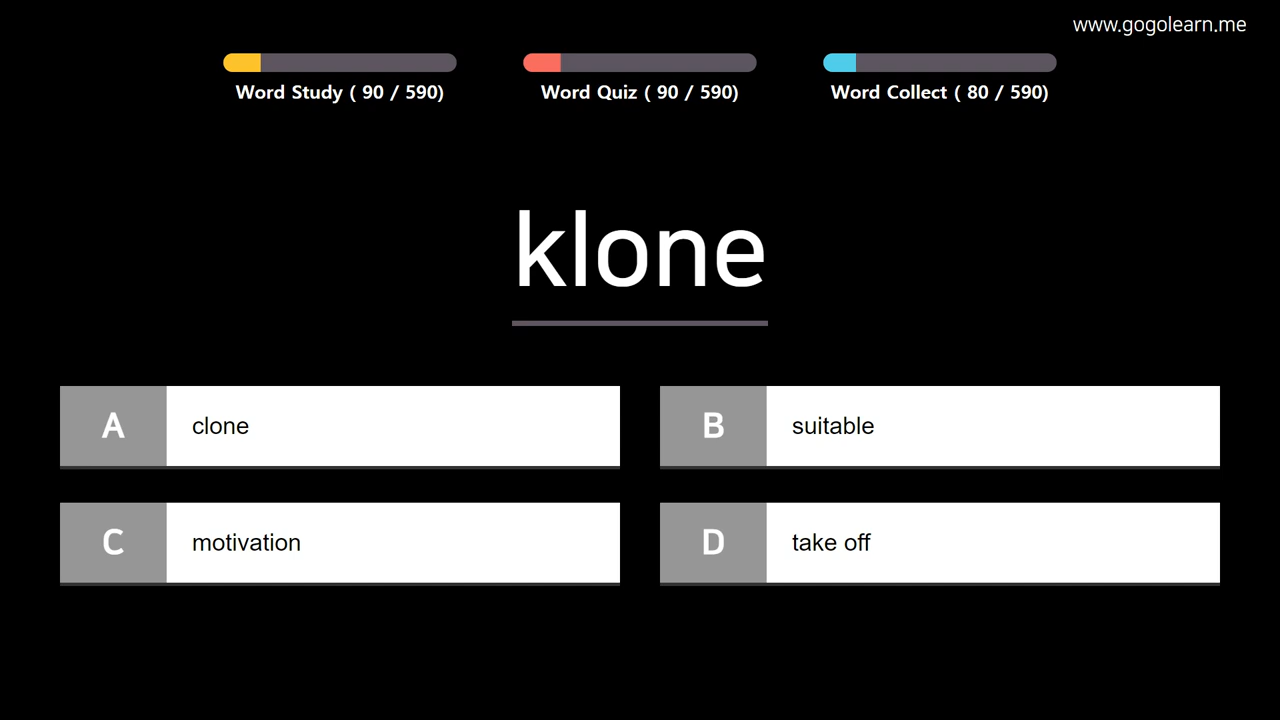 www.gogolearn.me
Word Study ( 90 / 590)
Word Quiz ( 90 / 590)
Word Collect ( 80 / 590)
klone
A clone
B suitable
C motivation
D take off